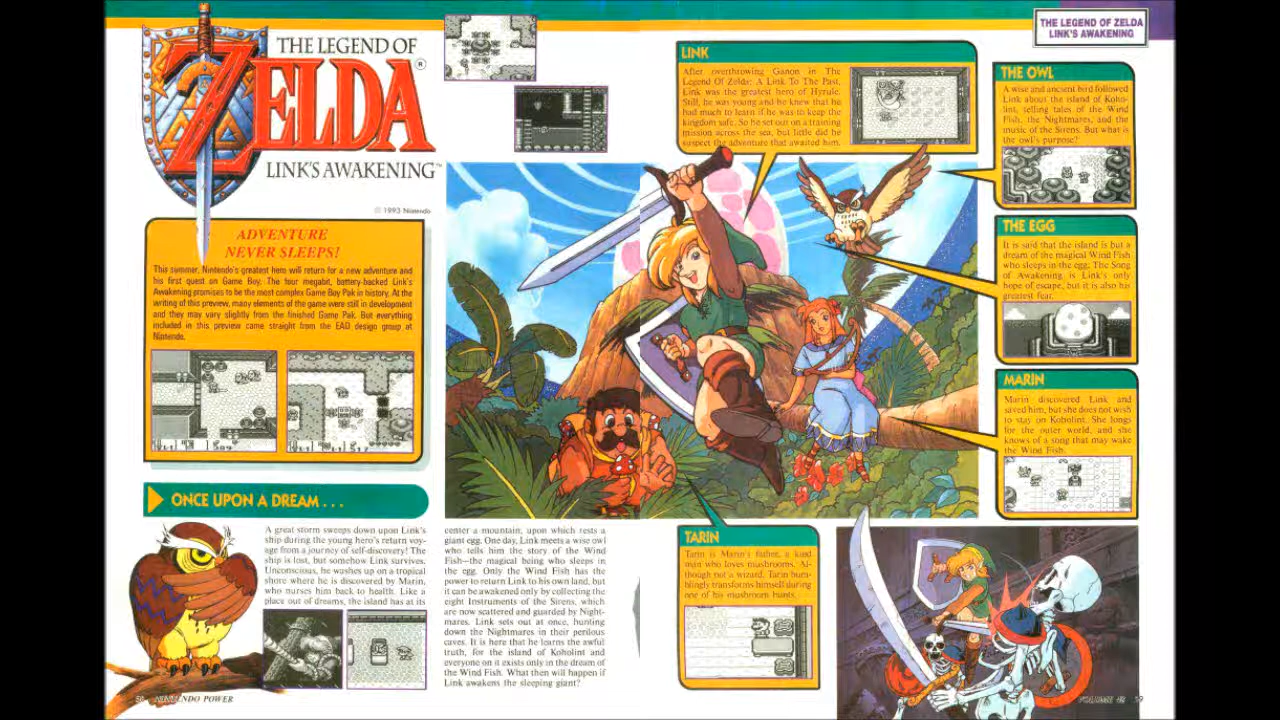 THE LEGEND OF
ZELDA®
LINK'S AWAKENING™
© 1993 Nintendo
ADVENTURE
NEVER SLEEPS!
This summer, Nintendo's greatest hero will return for a new adventure and
his first quest on Game Boy. The four megabit, battery-backed Link's
Awakening promises to be the most complex Game Boy Pak in history. At the
writing of this preview, many elements of the game were still in development
and they may vary slightly from the finished Game Pak. But everything
included in this preview came straight from the EAD design group at
Nintendo.
ONCE UPON A DREAM . . .
A great storm sweeps down upon Link's
ship during the young hero's return voy-
age from a journey of self-discovery! The
ship is lost, but somehow Link survives.
Unconscious, he washes up on a tropical
shore where he is discovered by Marin,
who nurses him back to health. Like a
place out of dreams, the island has at its
center a mountain, upon which rests a
giant egg. One day, Link meets a wise owl
who tells him the story of the Wind
Fish—the magical being who sleeps in
the egg. Only the Wind Fish has the
power to return Link to his own land, but
it can be awakened only by collecting the
eight Instruments of the Sirens, which
are now scattered and guarded by Night-
mares. Link sets out at once, hunting
down the Nightmares in their perilous
caves. It is here that he learns the awful
truth, for the island of Koholint and
everyone on it exists only in the dream of
the Wind Fish. What then will happen if
Link awakens the sleeping giant?
58 NINTENDO POWER
LINK
After overthrowing Ganon in The
Legend Of Zelda: A Link To The Past,
Link was the greatest hero of Hyrule.
Still, he was young and he knew that he
had much to learn if he was to keep the
kingdom safe. So he set out on a training
mission across the sea, but little did he
suspect the adventure that awaited him.
THE LEGEND OF ZELDA
LINK'S AWAKENING
THE OWL
A wise and ancient bird followed
Link about the island of Koho-
lint, telling tales of the Wind
Fish, the Nightmares, and the
music of the Sirens. But what is
the owl's purpose?
THE EGG
It is said that the island is but a
dream of the magical Wind Fish
who sleeps in the egg. The Song
of Awakening is Link's only
hope of escape, but it is also his
greatest fear.
MARIN
Marin discovered Link and
saved him, but she does not wish
to stay on Koholint. She longs
for the outer world, and she
knows of a song that may wake
the Wind Fish.
TARIN
Tarin is Marin's father, a kind
man who loves mushrooms. Al-
though not a wizard, Tarin bum-
blingly transforms himself during
one of his mushroom hunts.
VOLUME 49 59